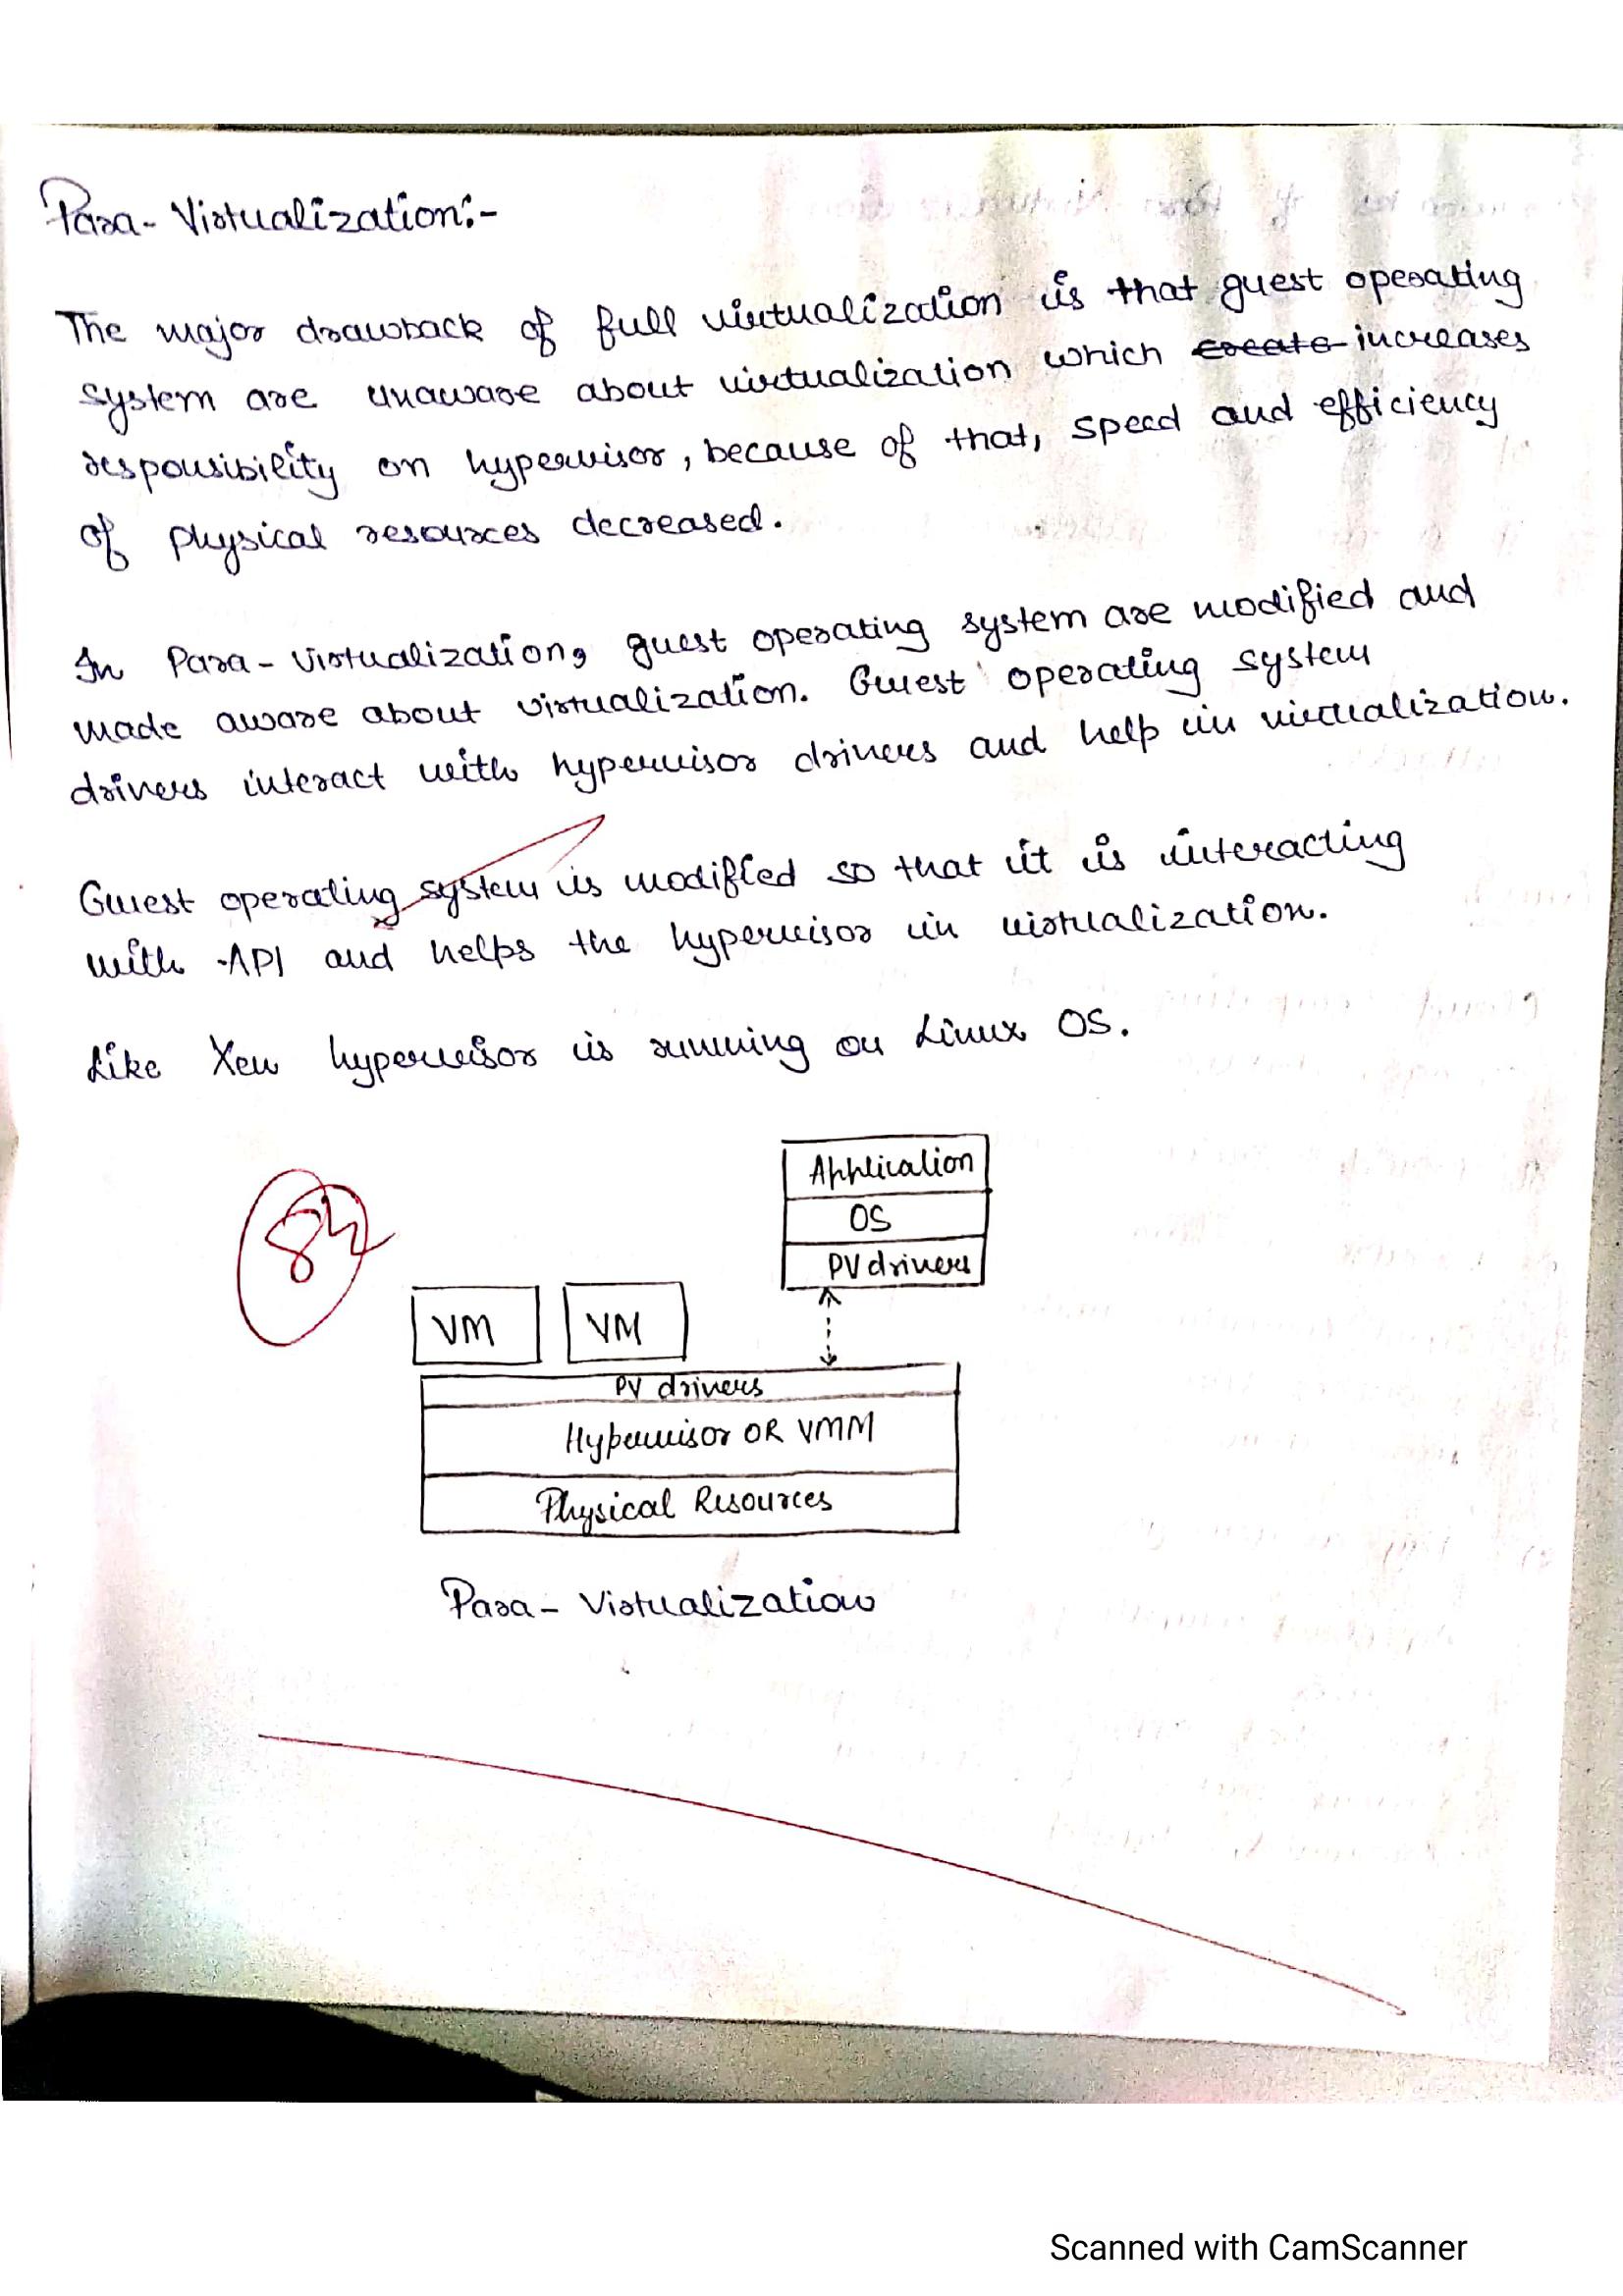 Para-Virtualization:-
The major drawback of full virtualization is that guest operating
system are unaware about virtualization which create increases
responsibility on hypervisor, because of that, speed and efficiency
of physical resources decreased.
In Para-virtualization, guest operating system are modified and
made aware about virtualization. Guest operating system
drivers interact with hypervisor drivers and help in virtualization.
Guest operating system is modified so that it is interacting
with API and helps the hypervisor in virtualization.
Like Xen hypervisor is running on Linux OS.
Application
OS
PV drivers
VM VM
PV drivers
Hypervisor OR VMM
Physical Resources
Para-Virtualization
Scanned with CamScanner